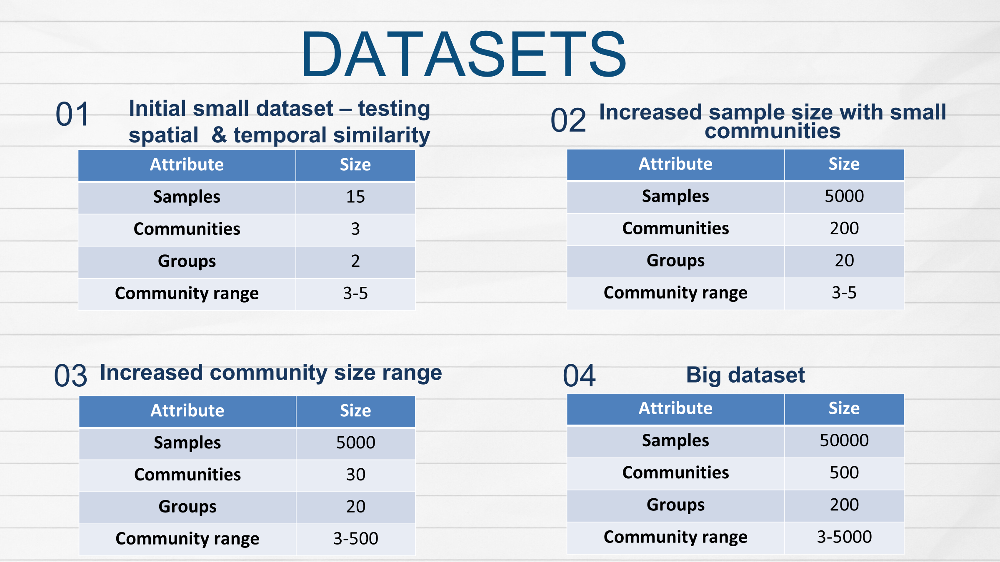 DATASETS
01
Initial small dataset – testing
spatial  & temporal similarity
Attribute Size
Samples 15
Communities 3
Groups 2
Community range 3-5
02
Increased sample size with small
communities
Attribute Size
Samples 5000
Communities 200
Groups 20
Community range 3-5
03
Increased community size range
Attribute Size
Samples 5000
Communities 30
Groups 20
Community range 3-500
04
Big dataset
Attribute Size
Samples 50000
Communities 500
Groups 200
Community range 3-5000